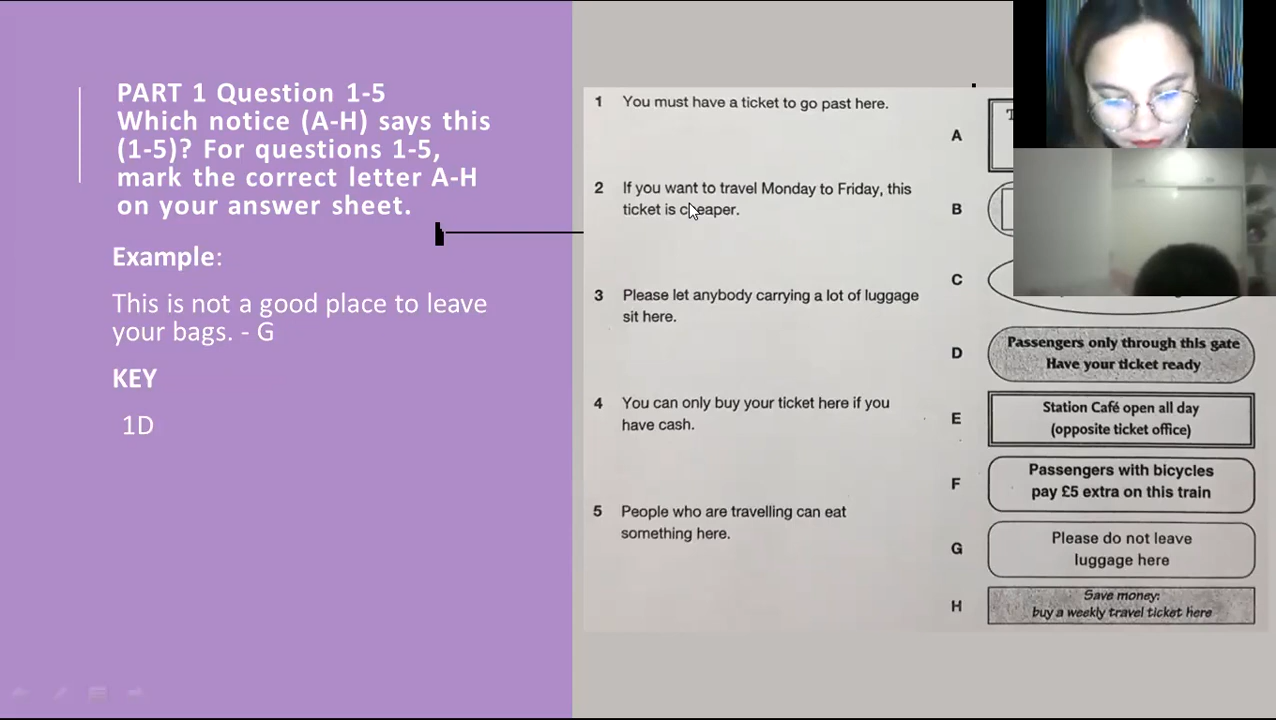 PART 1 Question 1-5
Which notice (A-H) says this
(1-5)? For questions 1-5,
mark the correct letter A-H
on your answer sheet.
Example:
This is not a good place to leave
your bags. - G
KEY
1D
1 You must have a ticket to go past here.
2 If you want to travel Monday to Friday, this
ticket is cheaper.
3 Please let anybody carrying a lot of luggage
sit here.
4 You can only buy your ticket here if you
have cash.
5 People who are travelling can eat
something here.
A
B
C
D Passengers only through this gate
Have your ticket ready
E Station Café open all day
(opposite ticket office)
F Passengers with bicycles
pay £5 extra on this train
G Please do not leave
luggage here
H Save money:
buy a weekly travel ticket here